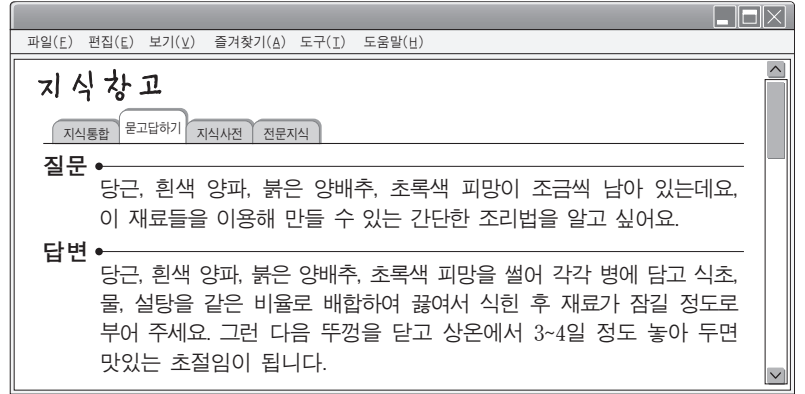 파일(F) 편집(E) 보기(V) 즐겨찾기(A) 도구(T) 도움말(H)
지식창고
지식통합 묻고답하기 지식사전 전문지식
질문
당근, 흰색 양파, 붉은 양배추, 초록색 피망이 조금씩 남아 있는데요,
이 재료들을 이용해 만들 수 있는 간단한 조리법을 알고 싶어요.
답변
당근, 흰색 양파, 붉은 양배추, 초록색 피망을 썰어 각각 병에 담고 식초,
물, 설탕을 같은 비율로 배합하여 끓여서 식힌 후 재료가 잠길 정도로
부어 주세요. 그런 다음 뚜껑을 닫고 상온에서 3~4일 정도 놓아 두면
맛있는 초절임이 됩니다.